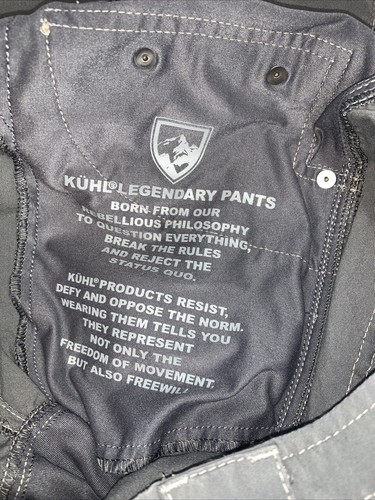 KÜHL® LEGENDARY PANTS
BORN FROM OUR
REBELLIOUS PHILOSOPHY
TO QUESTION EVERYTHING,
BREAK THE RULES
AND REJECT THE
STATUS QUO.
KÜHL® PRODUCTS RESIST,
DEFY AND OPPOSE THE NORM.
WEARING THEM TELLS YOU
THEY REPRESENT
NOT ONLY THE
FREEDOM OF MOVEMENT,
BUT ALSO FREEWILL